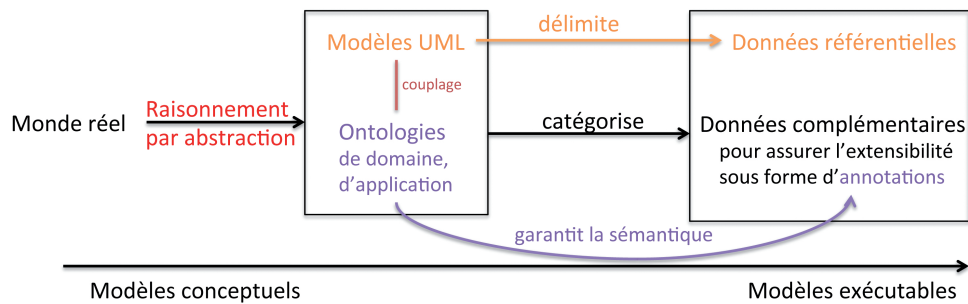 Modèles UML
délimite
Données référentielles
couplage
Monde réel
Raisonnement
par abstraction
Ontologies
de domaine,
d'application
catégorise
Données complémentaires
pour assurer l'extensibilité
sous forme d'annotations
garantit la sémantique
Modèles conceptuels
Modèles exécutables